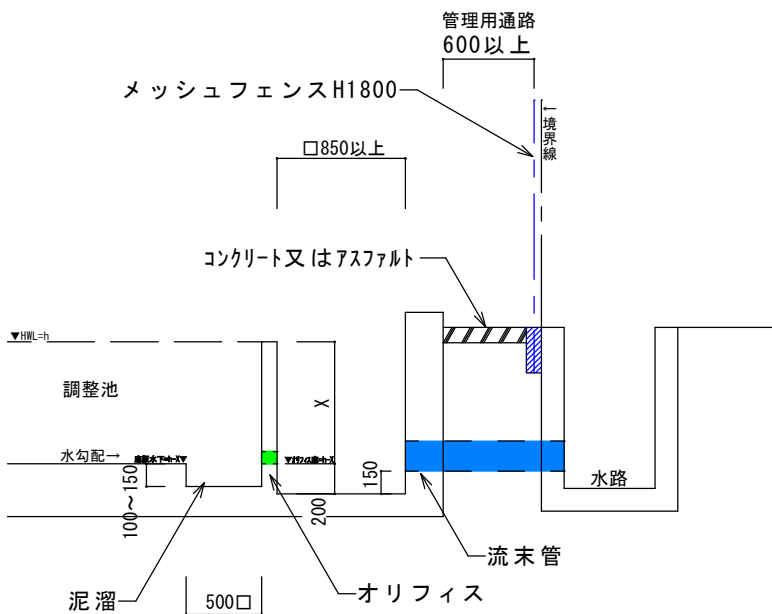 管理用通路
600以上
メッシュフェンスH1800
←境界線
□850以上
コンクリート又はアスファルト
▼HWL=h
調整池
X
水勾配→
150
100～150
200
水路
流末管
オリフィス
泥溜
500□